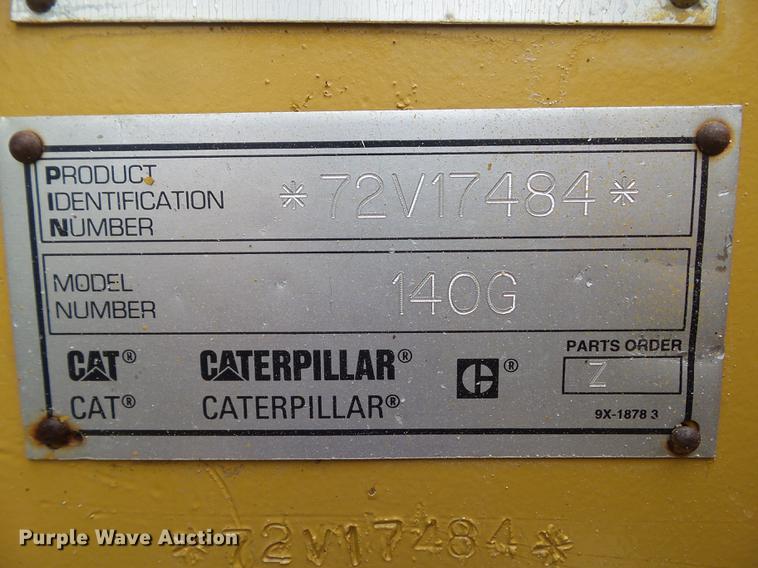 PRODUCT
IDENTIFICATION
NUMBER
*72V17484*
MODEL
NUMBER
140G
CAT® CATERPILLAR® C®
CAT® CATERPILLAR®
PARTS ORDER
Z
9X-1878 3
*72V17484*
Purple Wave Auction